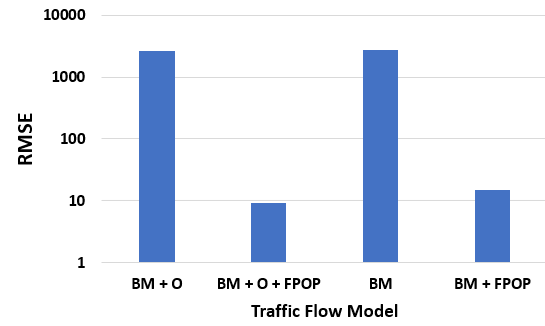 10000
1000
100
10
1
RMSE
BM + O
BM + O + FPOP
BM
BM + FPOP
Traffic Flow Model